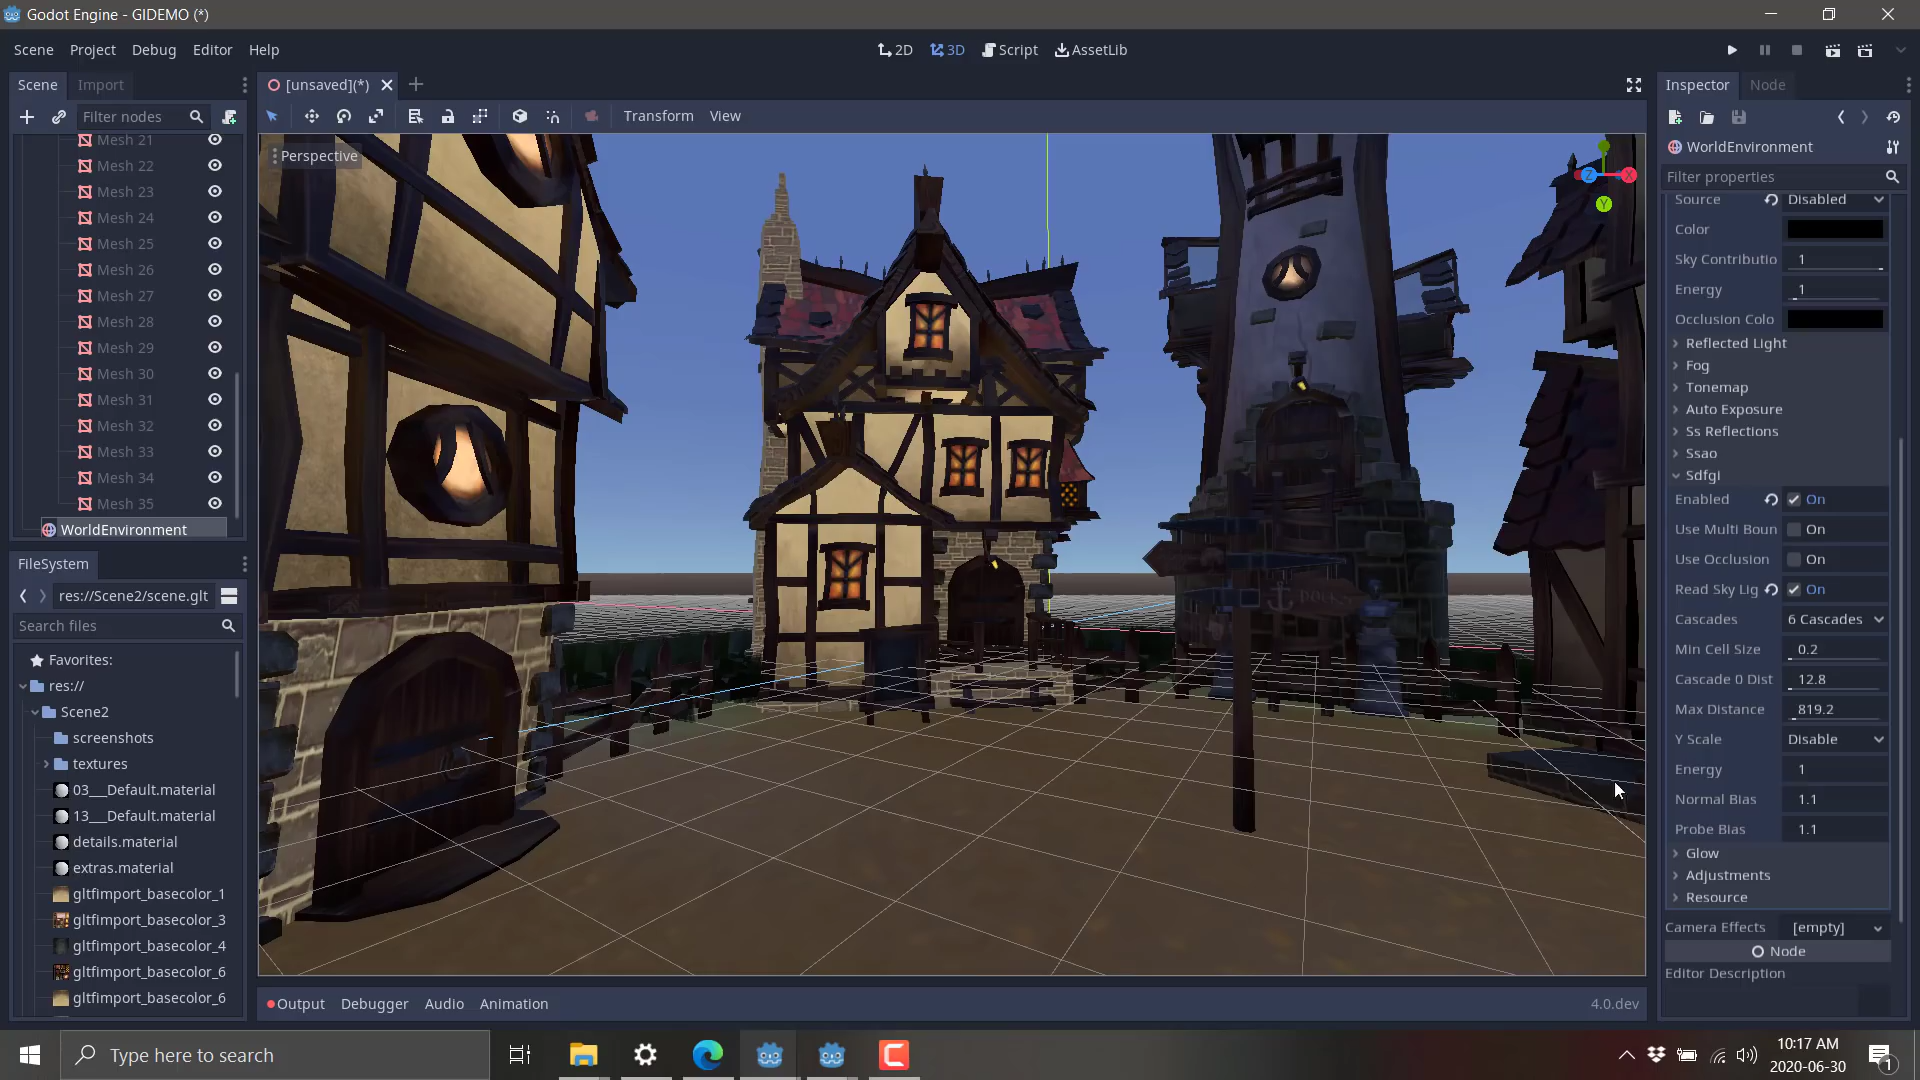 Godot Engine - GIDEMO (*)
Scene Project Debug Editor Help
2D 3D Script AssetLib
Scene Import
[unsaved](*)
Inspector Node
Filter nodes
Transform View
Perspective
Z X
Y
Mesh 21
Mesh 22
Mesh 23
Mesh 24
Mesh 25
Mesh 26
Mesh 27
Mesh 28
Mesh 29
Mesh 30
Mesh 31
Mesh 32
Mesh 33
Mesh 34
Mesh 35
WorldEnvironment
FileSystem
res://Scene2/scene.glt
Search files
Favorites:
res://
Scene2
screenshots
textures
03__Default.material
13__Default.material
details.material
extras.material
gltfimport_basecolor_1
gltfimport_basecolor_3
gltfimport_basecolor_4
gltfimport_basecolor_6
gltfimport_basecolor_6
DOCKS
Output Debugger Audio Animation
4.0.dev
WorldEnvironment
Filter properties
Source Disabled
Color
Sky Contributio 1
Energy 1
Occlusion Colo
Reflected Light
Fog
Tonemap
Auto Exposure
Ss Reflections
Ssao
Sdfgi
Enabled On
Use Multi Boun On
Use Occlusion On
Read Sky Lig On
Cascades 6 Cascades
Min Cell Size 0.2
Cascade 0 Dist 12.8
Max Distance 819.2
Y Scale Disable
Energy 1
Normal Bias 1.1
Probe Bias 1.1
Glow
Adjustments
Resource
Camera Effects [empty]
Node
Editor Description
Type here to search
10:17 AM
2020-06-30
1